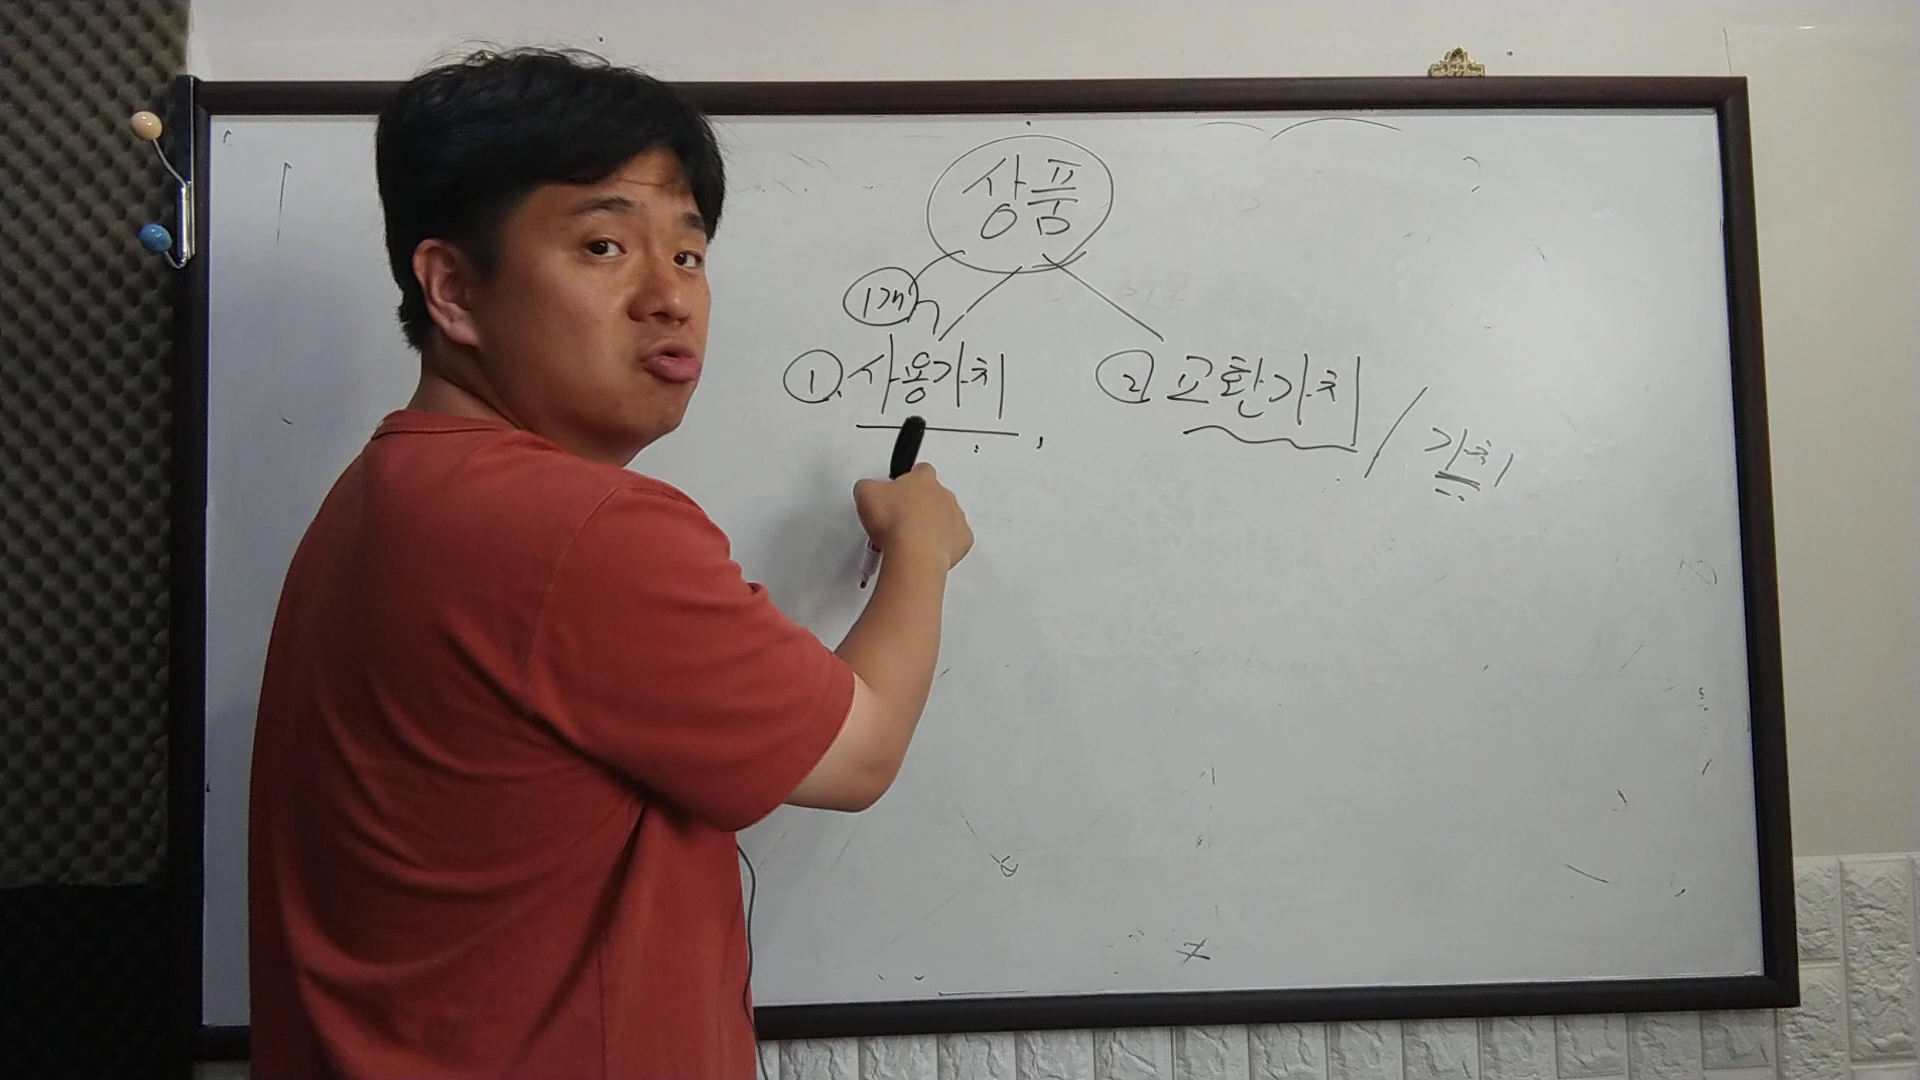 상품
1개
① 사용가치
② 교환가치 / 가치